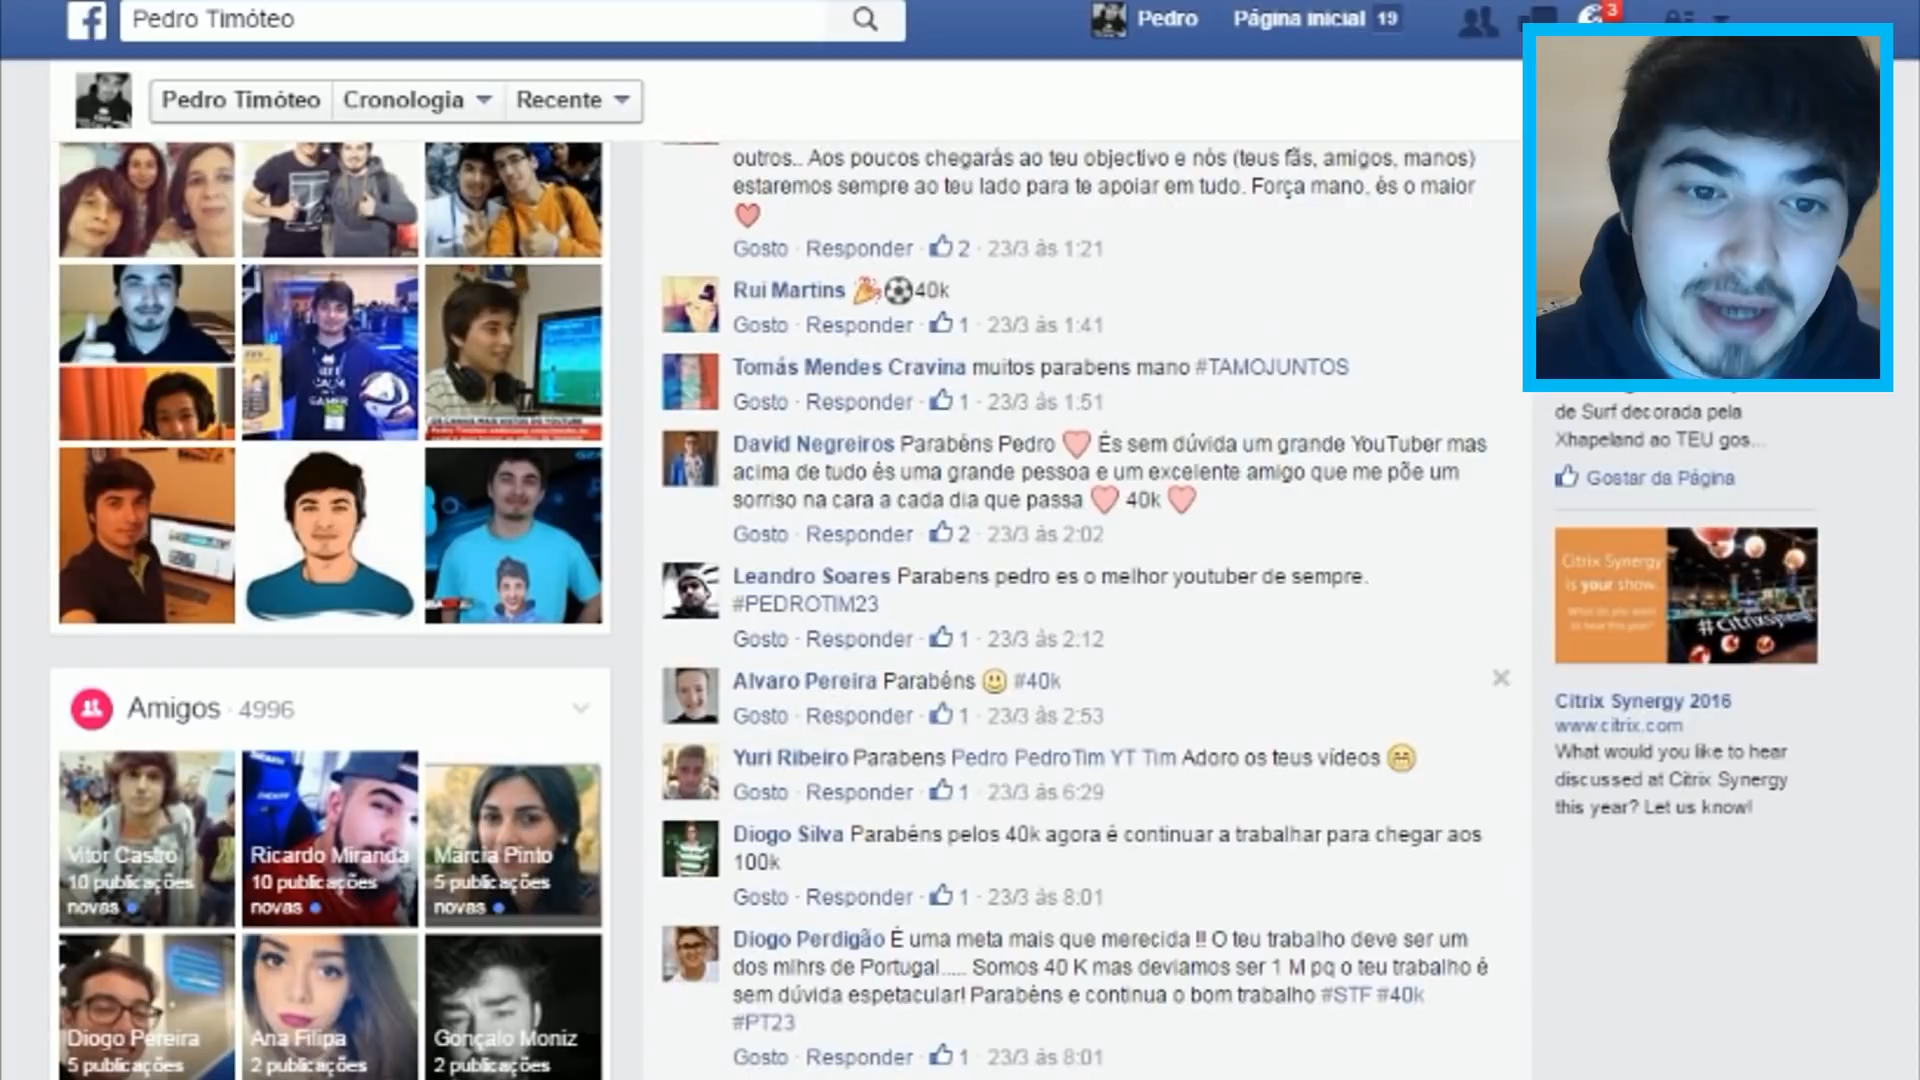 Pedro Timóteo
Pedro Página inicial 19
3
Pedro Timóteo Cronologia Recente
outros.. Aos poucos chegarás ao teu objectivo e nós (teus fãs, amigos, manos)
estaremos sempre ao teu lado para te apoiar em tudo. Força mano, és o maior
❤
Gosto · Responder · 2 · 23/3 às 1:21
Rui Martins 🎉⚽40k
Gosto · Responder · 1 · 23/3 às 1:41
Tomás Mendes Cravina muitos parabens mano #TAMOJUNTOS
Gosto · Responder · 1 · 23/3 às 1:51
David Negreiros Parabéns Pedro ❤ És sem dúvida um grande YouTuber mas
acima de tudo és uma grande pessoa e um excelente amigo que me põe um
sorriso na cara a cada dia que passa ❤ 40k ❤
Gosto · Responder · 2 · 23/3 às 2:02
Leandro Soares Parabens pedro es o melhor youtuber de sempre.
#PEDROTIM23
Gosto · Responder · 1 · 23/3 às 2:12
Alvaro Pereira Parabéns 🙂 #40k
Gosto · Responder · 1 · 23/3 às 2:53
Yuri Ribeiro Parabens Pedro PedroTim YT Tim Adoro os teus vídeos 😁
Gosto · Responder · 1 · 23/3 às 6:29
Diogo Silva Parabéns pelos 40k agora é continuar a trabalhar para chegar aos
100k
Gosto · Responder · 1 · 23/3 às 8:01
Diogo Perdigão É uma meta mais que merecida !! O teu trabalho deve ser um
dos mlhrs de Portugal..... Somos 40 K mas deviamos ser 1 M pq o teu trabalho é
sem dúvida espetacular! Parabéns e continua o bom trabalho #STF #40k
#PT23
Gosto · Responder · 1 · 23/3 às 8:01
CALM
GAMER
Amigos · 4996
Vitor Castro
10 publicações
novas
Ricardo Miranda
10 publicações
novas
Marcia Pinto
5 publicações
novas
Diogo Pereira
5 publicações
Ana Filipa
2 publicações
Gonçalo Moniz
2 publicações
de Surf decorada pela
Xhapeland ao TEU gos...
Gostar da Página
Citrix Synergy
is your show.
#Citrixsynergy
Citrix Synergy 2016
www.citrix.com
What would you like to hear
discussed at Citrix Synergy
this year? Let us know!